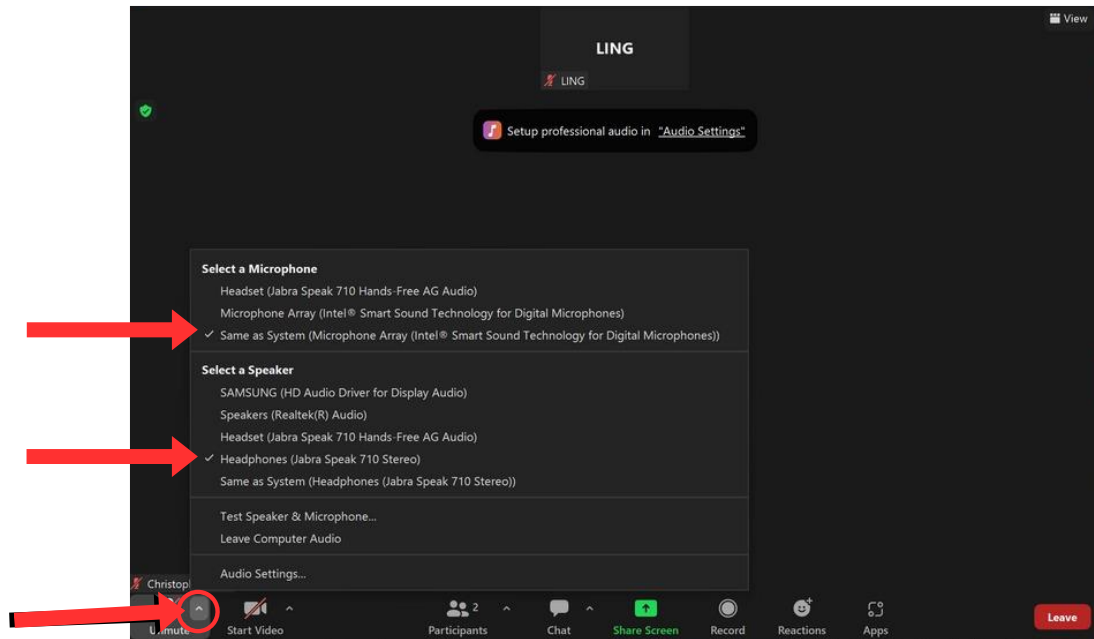 View
LING
LING
Setup professional audio in "Audio Settings"
Select a Microphone
Headset (Jabra Speak 710 Hands-Free AG Audio)
Microphone Array (Intel® Smart Sound Technology for Digital Microphones)
✓ Same as System (Microphone Array (Intel® Smart Sound Technology for Digital Microphones))
Select a Speaker
SAMSUNG (HD Audio Driver for Display Audio)
Speakers (Realtek(R) Audio)
Headset (Jabra Speak 710 Hands-Free AG Audio)
✓ Headphones (Jabra Speak 710 Stereo)
Same as System (Headphones (Jabra Speak 710 Stereo))
Test Speaker & Microphone...
Leave Computer Audio
Audio Settings...
Christop
2
Unmute Start Video Participants Chat Share Screen Record Reactions Apps Leave